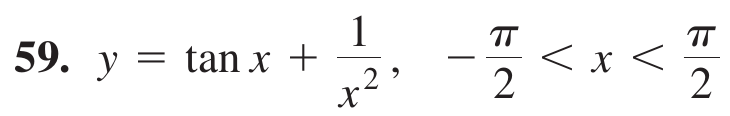 59. y = tan x + 1/x², −π/2 < x < π/2